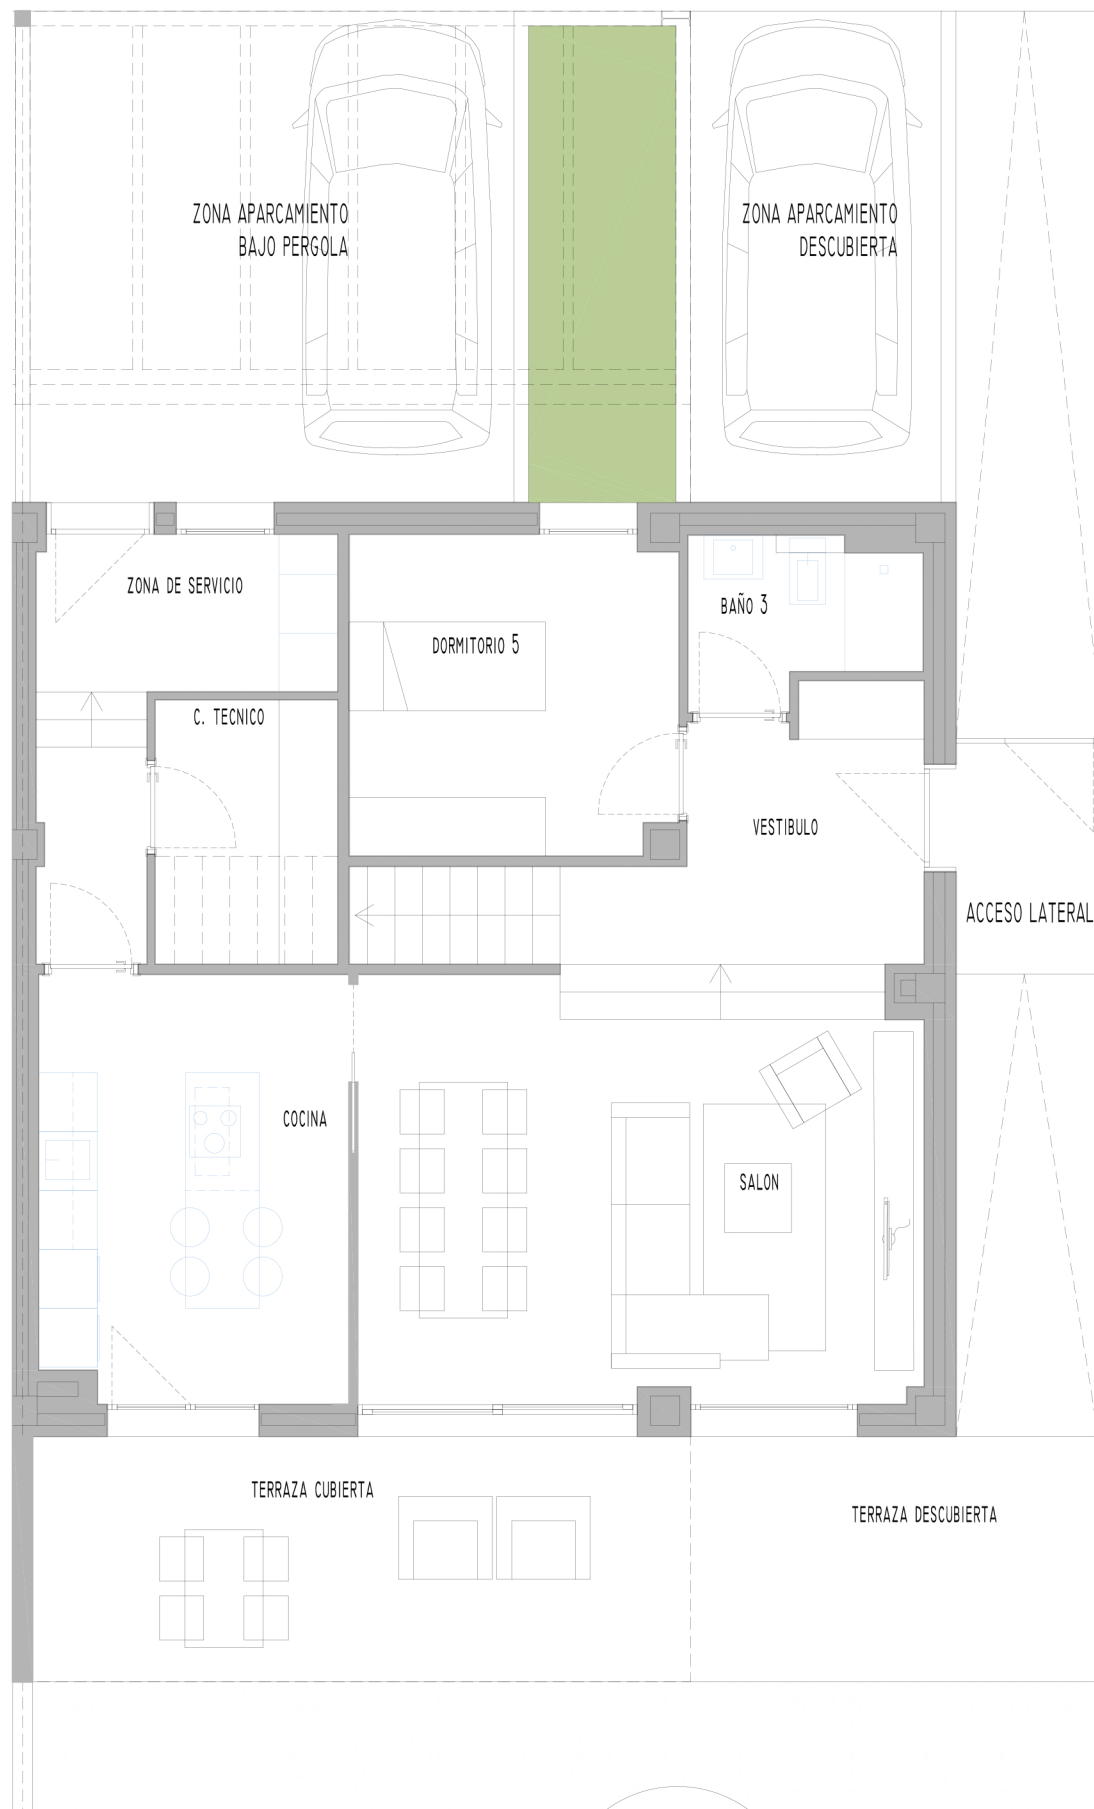 ZONA APARCAMIENTO
BAJO PERGOLA
ZONA APARCAMIENTO
DESCUBIERTA
ZONA DE SERVICIO
BAÑO 3
DORMITORIO 5
C. TECNICO
VESTIBULO
ACCESO LATERAL
COCINA
SALON
TERRAZA CUBIERTA
TERRAZA DESCUBIERTA